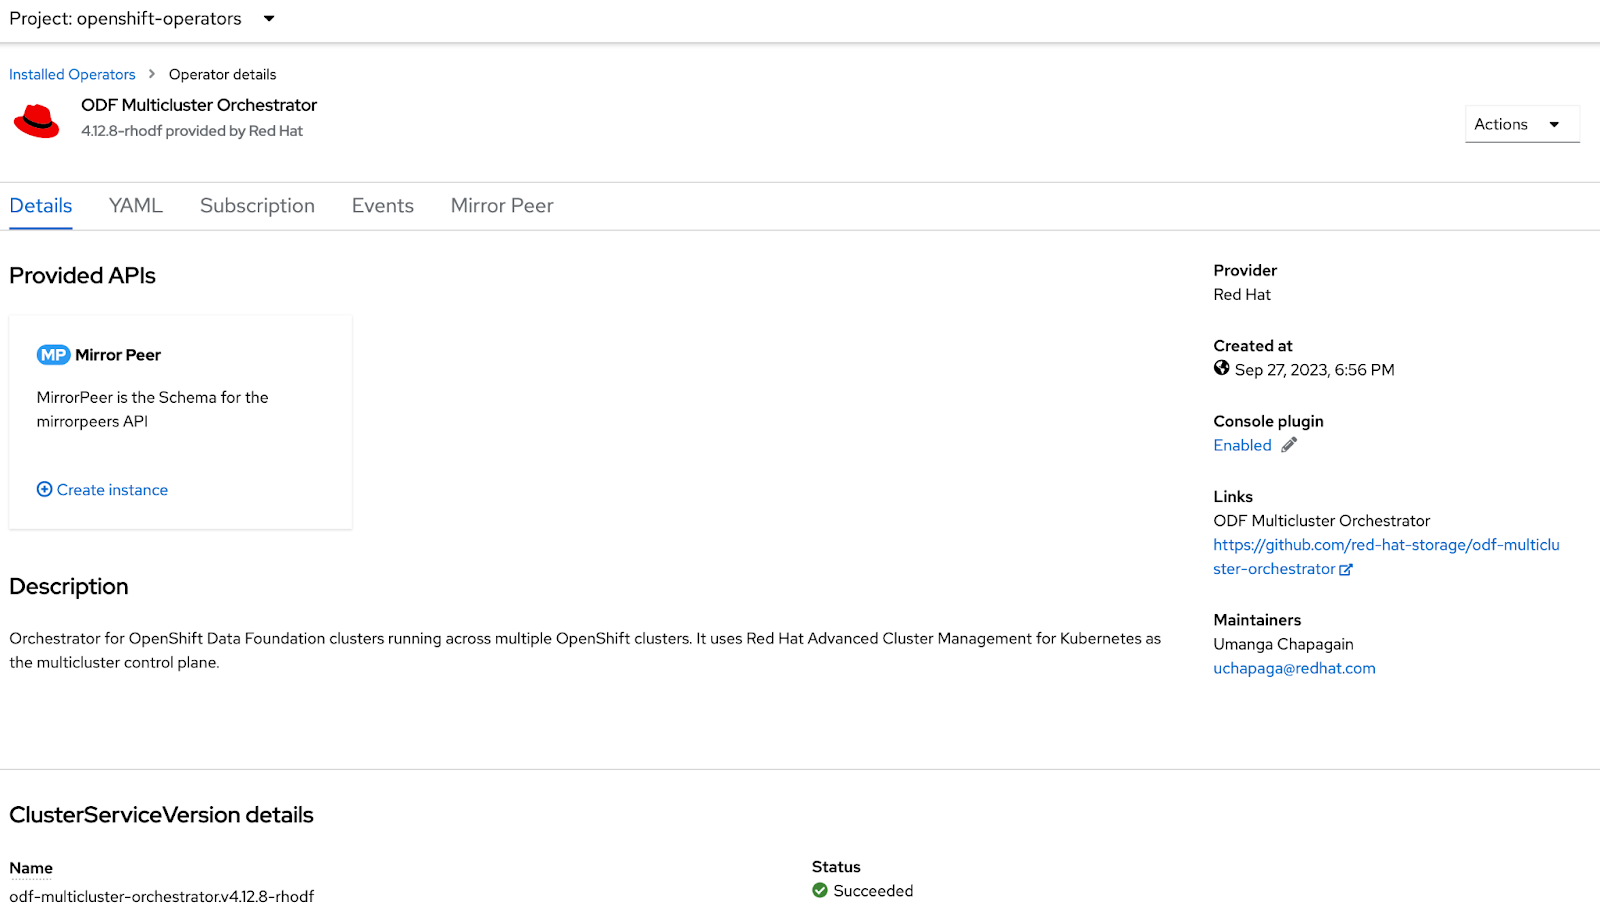 Project: openshift-operators
Installed Operators > Operator details
ODF Multicluster Orchestrator
4.12.8-rhodf provided by Red Hat
Actions
Details YAML Subscription Events Mirror Peer
Provided APIs
MP Mirror Peer
MirrorPeer is the Schema for the
mirrorpeers API
Create instance
Description
Orchestrator for OpenShift Data Foundation clusters running across multiple OpenShift clusters. It uses Red Hat Advanced Cluster Management for Kubernetes as
the multicluster control plane.
Provider
Red Hat
Created at
Sep 27, 2023, 6:56 PM
Console plugin
Enabled
Links
ODF Multicluster Orchestrator
https://github.com/red-hat-storage/odf-multiclu
ster-orchestrator
Maintainers
Umanga Chapagain
uchapaga@redhat.com
ClusterServiceVersion details
Name
odf-multicluster-orchestrator.v4.12.8-rhodf
Status
Succeeded